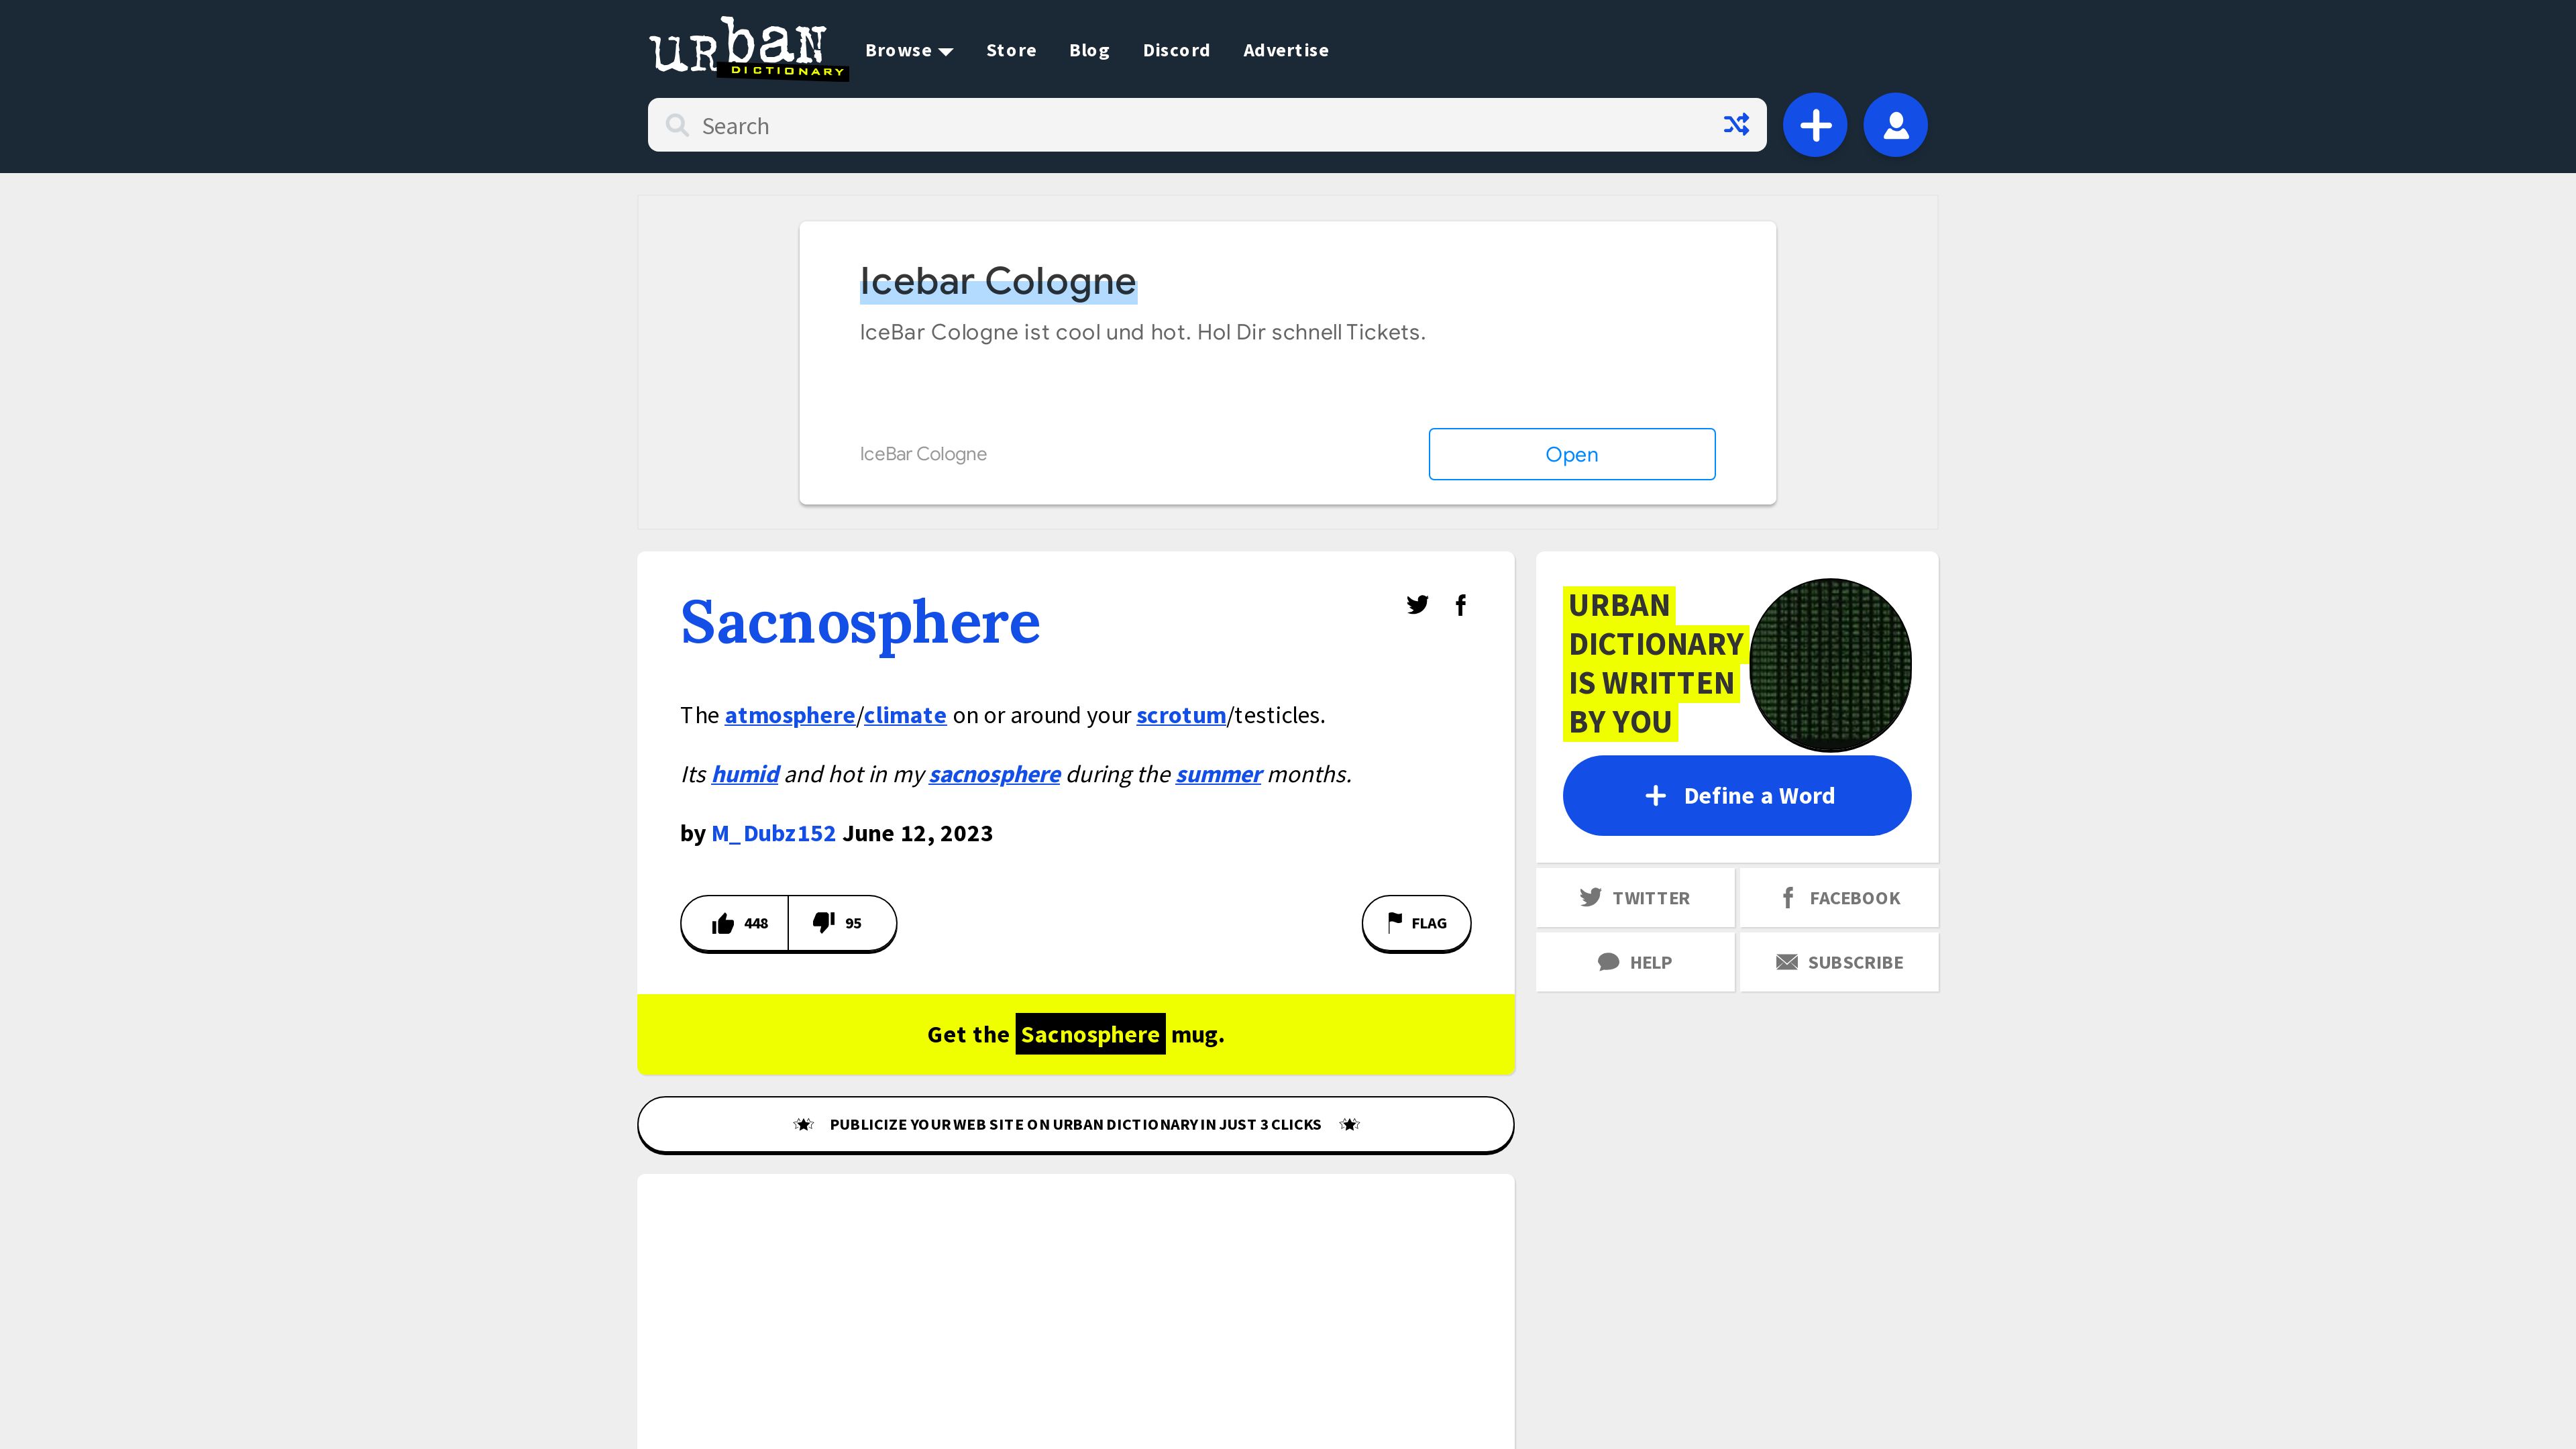 urban
DICTIONARY
Browse
Store
Blog
Discord
Advertise
Search
Icebar Cologne
IceBar Cologne ist cool und hot. Hol Dir schnell Tickets.
IceBar Cologne
Open
Sacnosphere
The atmosphere/climate on or around your scrotum/testicles.
Its humid and hot in my sacnosphere during the summer months.
by M_Dubz152 June 12, 2023
448
95
FLAG
Get the Sacnosphere mug.
PUBLICIZE YOUR WEB SITE ON URBAN DICTIONARY IN JUST 3 CLICKS
URBAN
DICTIONARY
IS WRITTEN
BY YOU
Define a Word
TWITTER
FACEBOOK
HELP
SUBSCRIBE